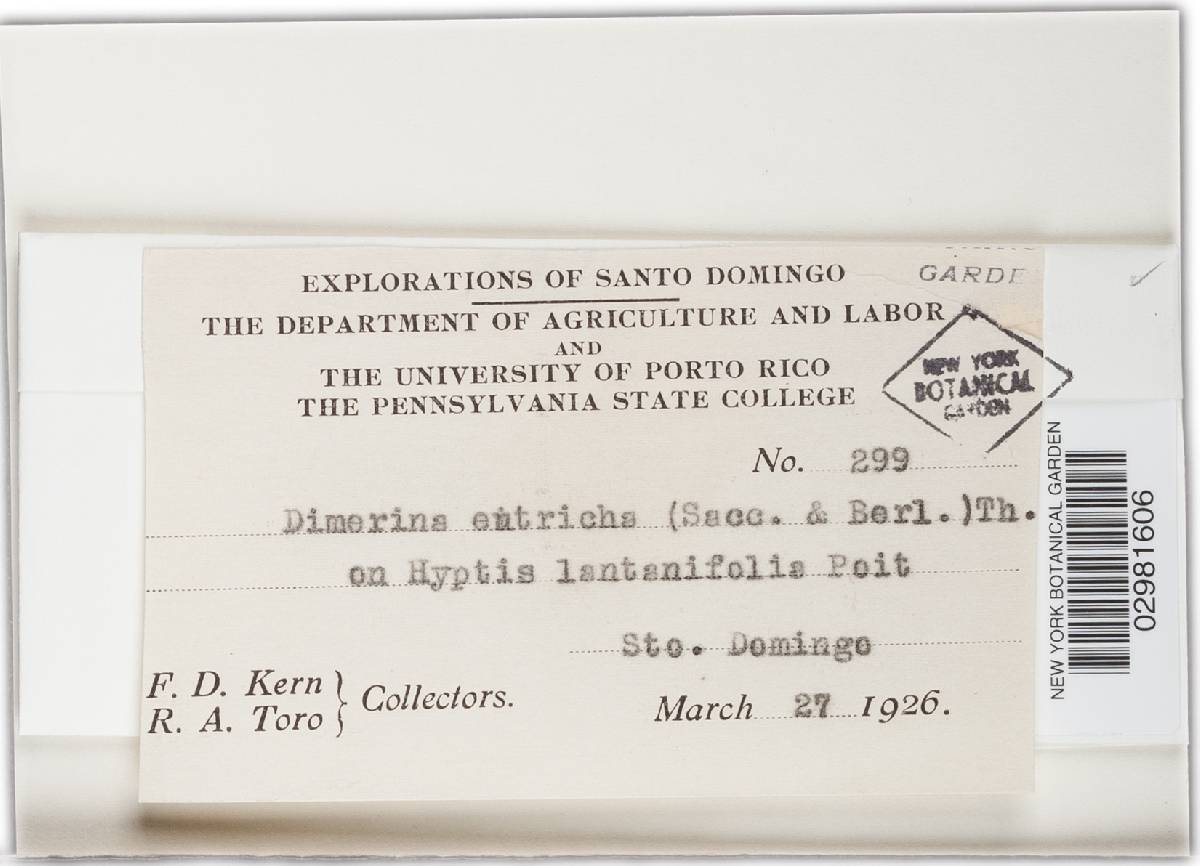 EXPLORATIONS OF SANTO DOMINGO
GARDE
THE DEPARTMENT OF AGRICULTURE AND LABOR
AND
THE UNIVERSITY OF PORTO RICO
THE PENNSYLVANIA STATE COLLEGE
NEW YORK
BOTANICAL
GARDEN
No. 299
Dimerina eutricha (Sacc. & Berl.)Th.
on Hyptis lantanifolia Poit
Sto. Domingo
F. D. Kern
R. A. Toro
} Collectors.
March 27 1926.
NEW YORK BOTANICAL GARDEN
02981606